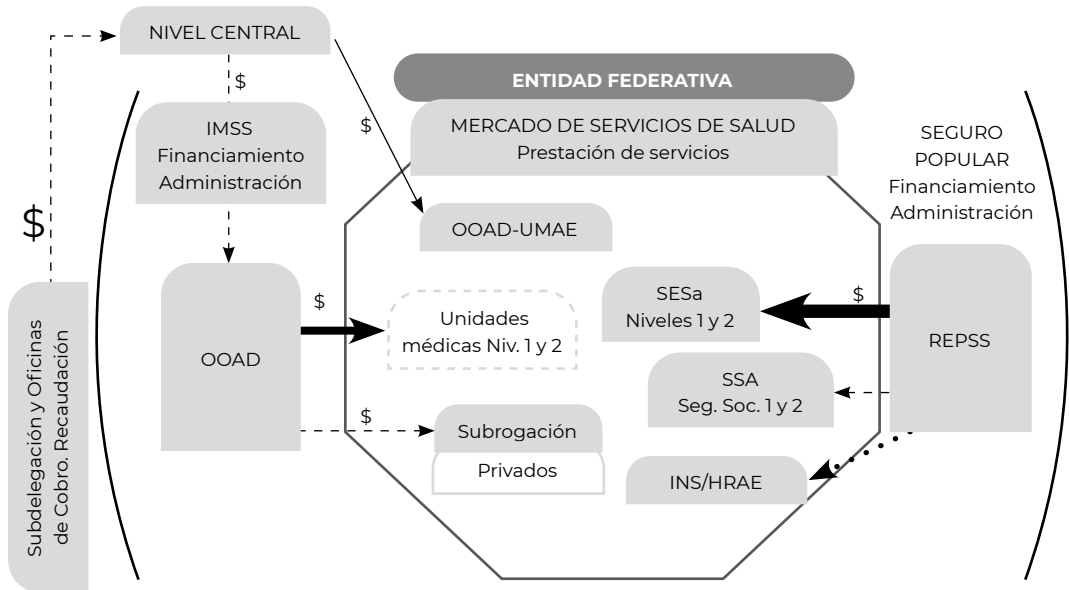 NIVEL CENTRAL
$
IMSS
Financiamiento
Administración
$
$
Subdelegación y Oficinas
de Cobro. Recaudación
OOAD
$
$
ENTIDAD FEDERATIVA
MERCADO DE SERVICIOS DE SALUD
Prestación de servicios
OOAD-UMAE
Unidades
médicas Niv. 1 y 2
Subrogación
Privados
SESa
Niveles 1 y 2
SSA
Seg. Soc. 1 y 2
INS/HRAE
$
SEGURO
POPULAR
Financiamiento
Administración
REPSS